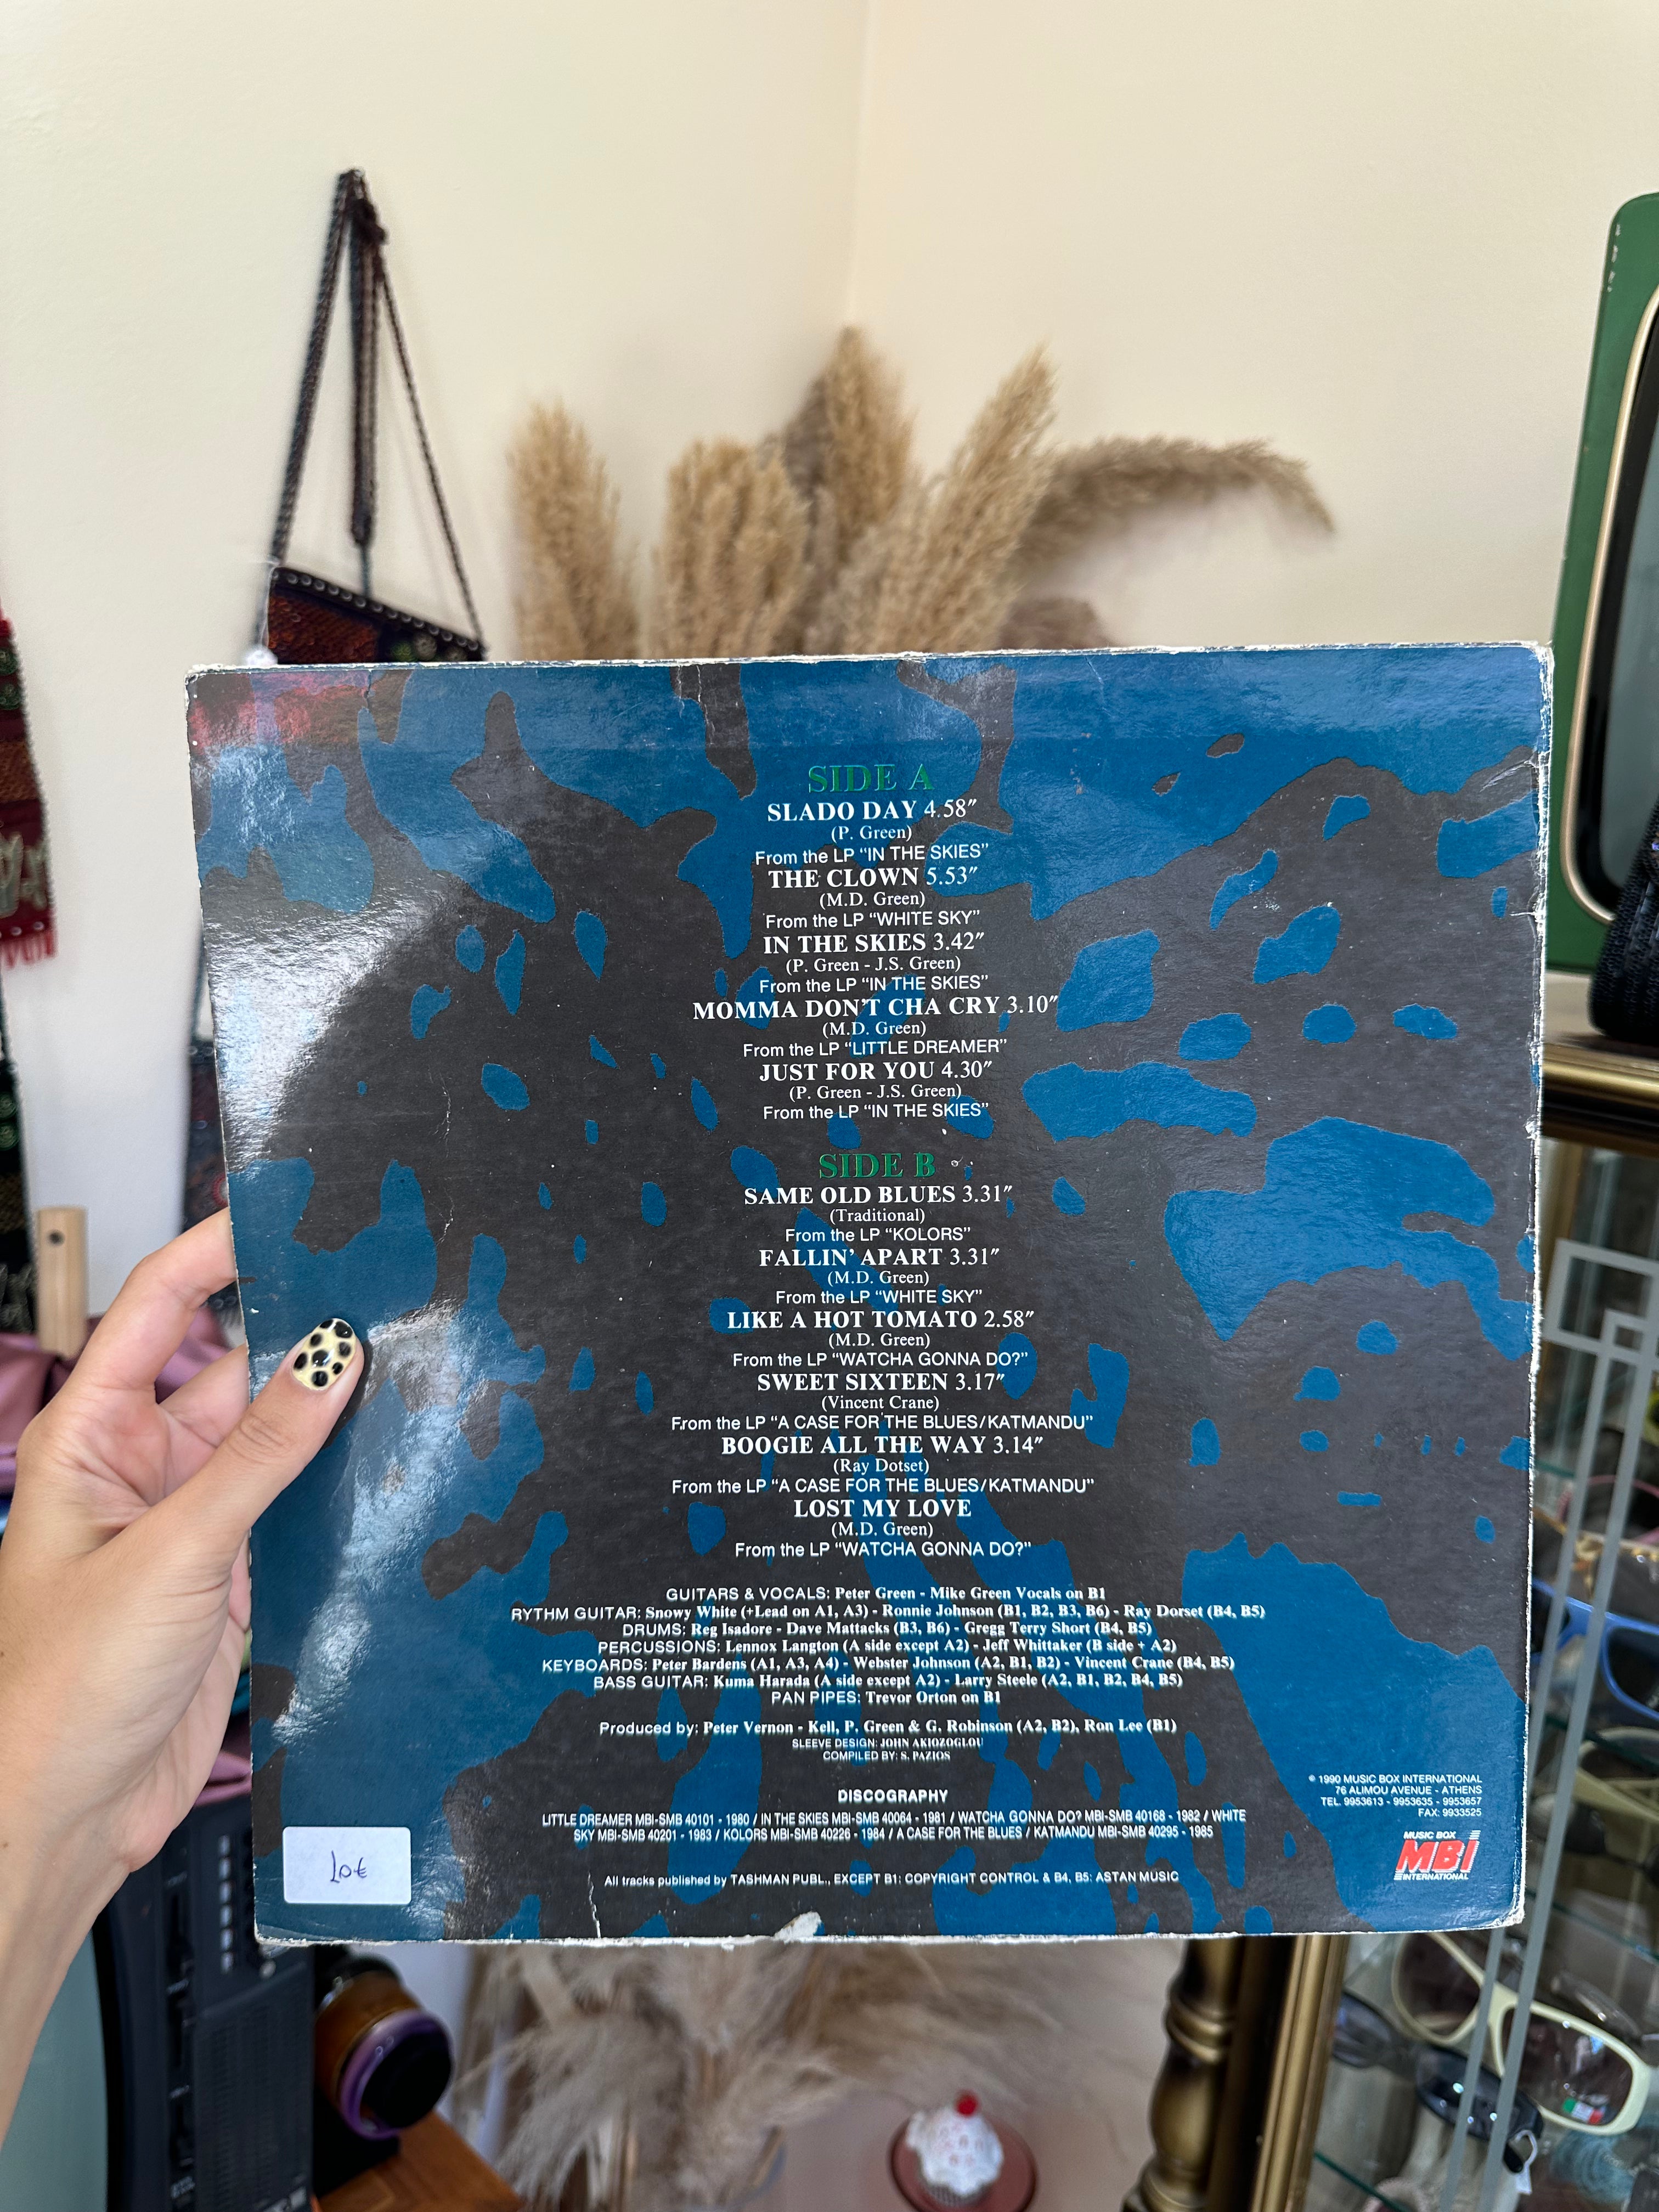 SIDE A
SLADO DAY 4.58"
(P. Green)
From the LP "IN THE SKIES"
THE CLOWN 5.53"
(M.D. Green)
From the LP "WHITE SKY"
IN THE SKIES 3.42"
(P. Green - J.S. Green)
From the LP "IN THE SKIES"
MOMMA DON'T CHA CRY 3.10"
(M.D. Green)
From the LP "LITTLE DREAMER"
JUST FOR YOU 4.30"
(P. Green - J.S. Green)
From the LP "IN THE SKIES"
SIDE B
SAME OLD BLUES 3.31"
(Traditional)
From the LP "KOLORS"
FALLIN' APART 3.31"
(M.D. Green)
From the LP "WHITE SKY"
LIKE A HOT TOMATO 2.58"
(M.D. Green)
From the LP "WATCHA GONNA DO?"
SWEET SIXTEEN 3.17"
(Vincent Crane)
From the LP "A CASE FOR THE BLUES/KATMANDU"
BOOGIE ALL THE WAY 3.14"
(Ray Dotset)
From the LP "A CASE FOR THE BLUES/KATMANDU"
LOST MY LOVE
(M.D. Green)
From the LP "WATCHA GONNA DO?"
GUITARS & VOCALS: Peter Green - Mike Green Vocals on B1
RYTHM GUITAR: Snowy White (+Lead on A1, A3) - Ronnie Johnson (B1, B2, B3, B6) - Ray Dorset (B4, B5)
DRUMS: Reg Isadore - Dave Mattacks (B3, B6) - Gregg Terry Short (B4, B5)
PERCUSSIONS: Lennox Langton (A side except A2) - Jeff Whittaker (B side + A2)
KEYBOARDS: Peter Bardens (A1, A3, A4) - Webster Johnson (A2, B1, B2) - Vincent Crane (B4, B5)
BASS GUITAR: Kuma Harada (A side except A2) - Larry Steele (A2, B1, B2, B4, B5)
PAN PIPES: Trevor Orton on B1
Produced by: Peter Vernon - Kell, P. Green & G. Robinson (A2, B2), Ron Lee (B1)
SLEEVE DESIGN: JOHN AKIOZOGLOU
COMPILED BY: S. PAZIOS
DISCOGRAPHY
LITTLE DREAMER MBI-SMB 40101 - 1980 / IN THE SKIES MBI-SMB 40064 - 1981 / WATCHA GONNA DO? MBI-SMB 40168 - 1982 / WHITE
SKY MBI-SMB 40201 - 1983 / KOLORS MBI-SMB 40226 - 1984 / A CASE FOR THE BLUES / KATMANDU MBI-SMB 40295 - 1985
All tracks published by TASHMAN PUBL., EXCEPT B1: COPYRIGHT CONTROL & B4, B5: ASTAN MUSIC
© 1990 MUSIC BOX INTERNATIONAL
76 ALIMOU AVENUE - ATHENS
TEL. 9953613 - 9953635 - 9953657
FAX: 9933525
MUSIC BOX
MBI
INTERNATIONAL
10€